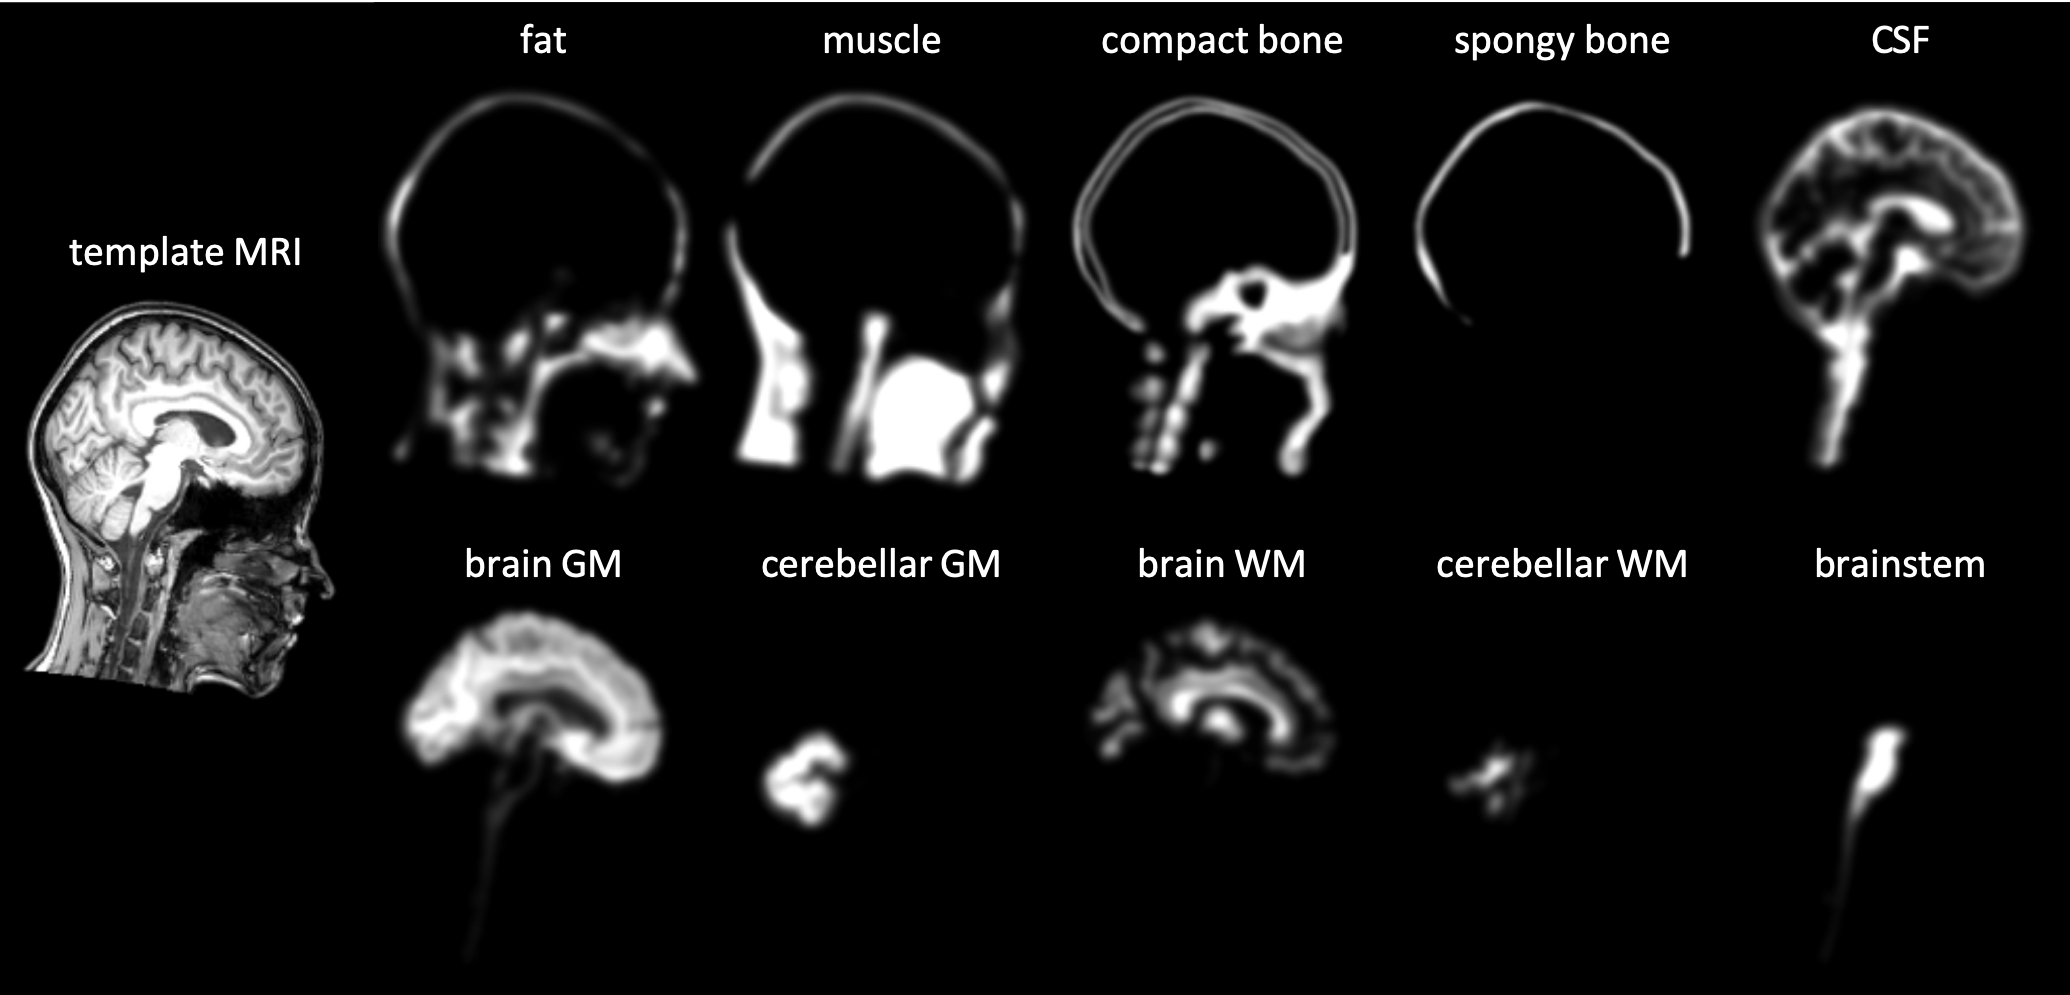 fat
muscle
compact bone
spongy bone
CSF
template MRI
brain GM
cerebellar GM
brain WM
cerebellar WM
brainstem